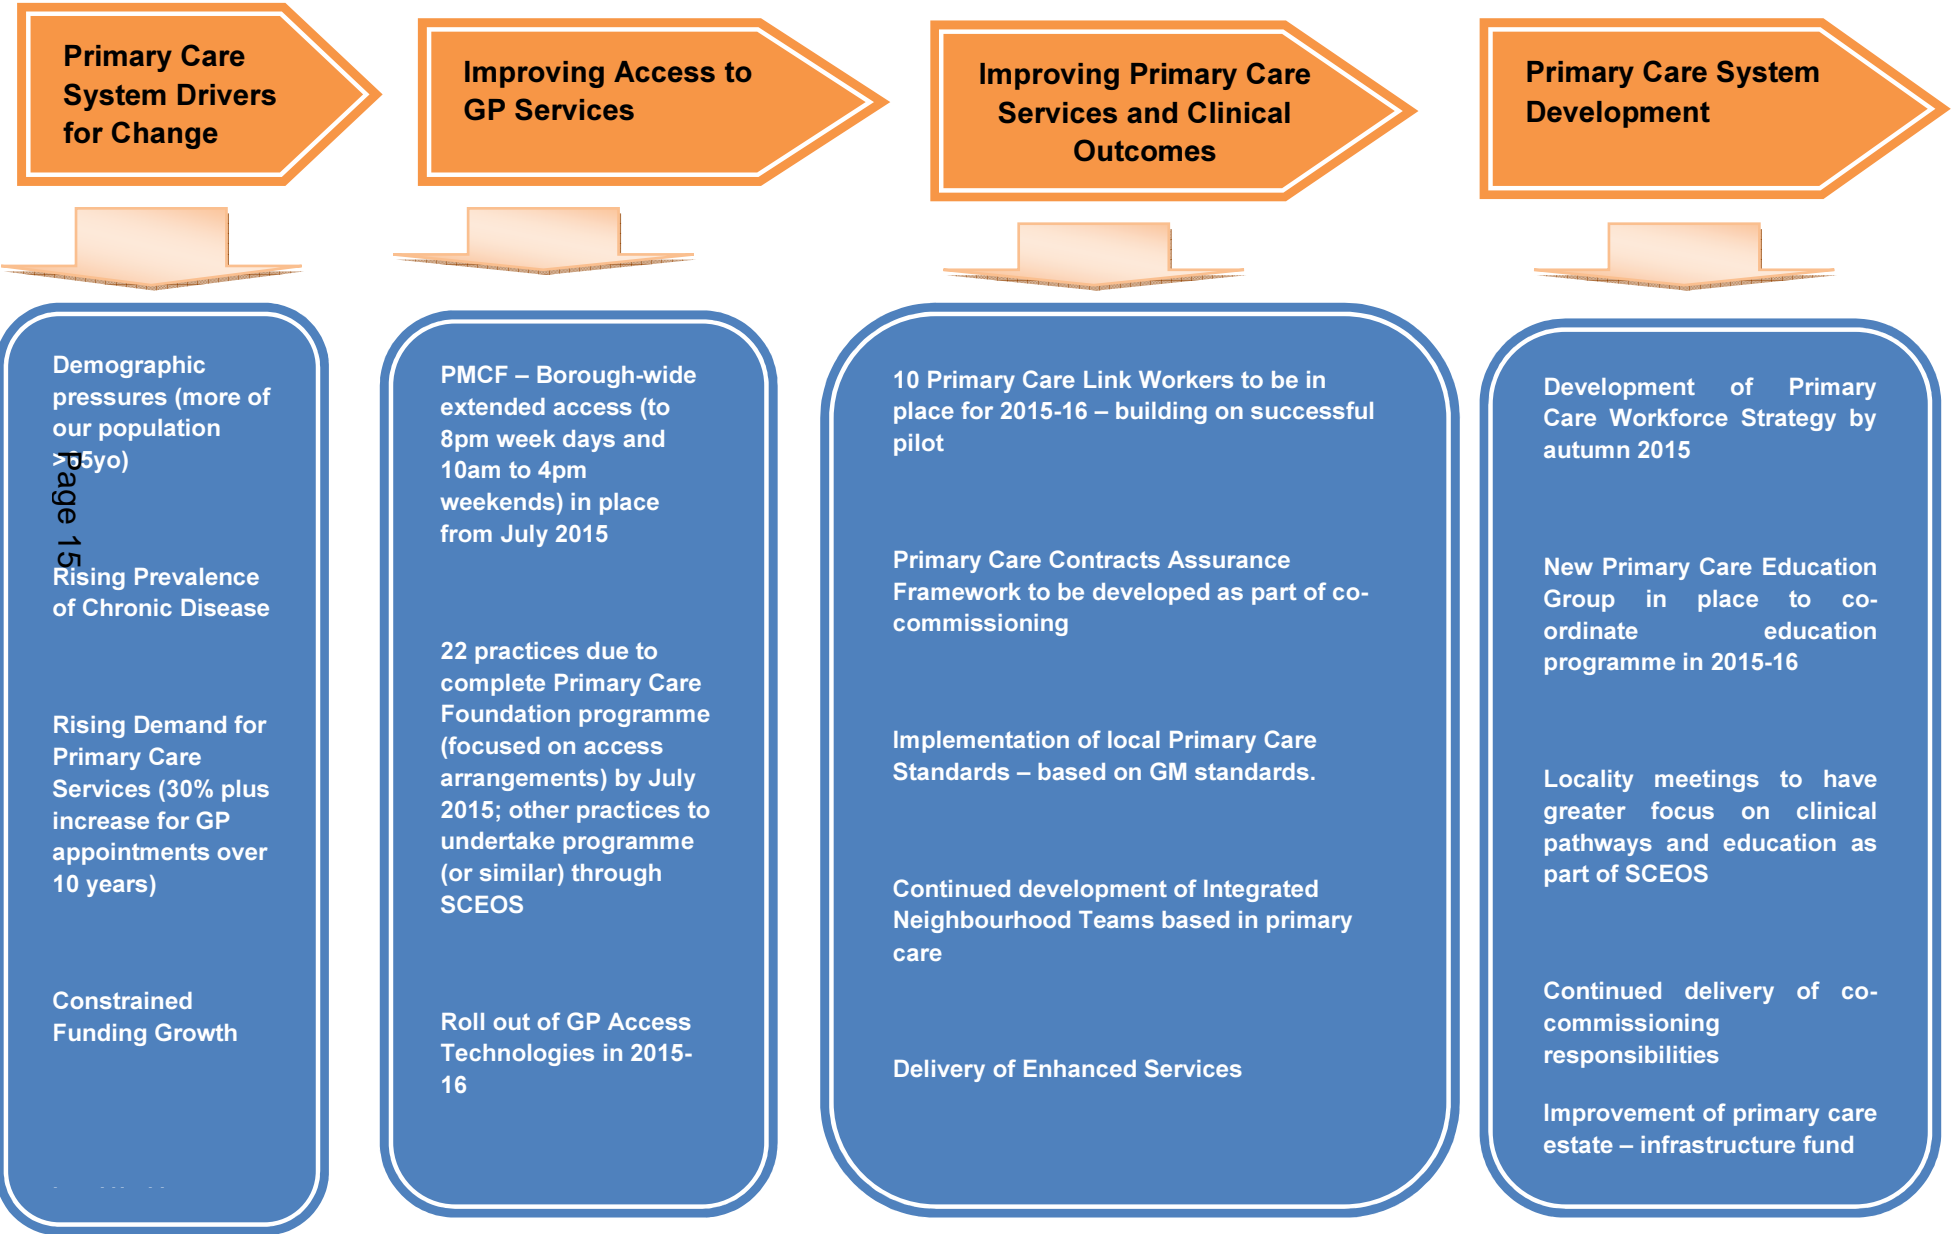 Primary Care
System Drivers
for Change
Improving Access to
GP Services
Improving Primary Care
Services and Clinical
Outcomes
Primary Care System
Development
Demographic
pressures (more of
our population
>65yo)
Page 15
Rising Prevalence
of Chronic Disease
Rising Demand for
Primary Care
Services (30% plus
increase for GP
appointments over
10 years)
Constrained
Funding Growth
PMCF – Borough-wide
extended access (to
8pm week days and
10am to 4pm
weekends) in place
from July 2015
22 practices due to
complete Primary Care
Foundation programme
(focused on access
arrangements) by July
2015; other practices to
undertake programme
(or similar) through
SCEOS
Roll out of GP Access
Technologies in 2015-
16
10 Primary Care Link Workers to be in
place for 2015-16 – building on successful
pilot
Primary Care Contracts Assurance
Framework to be developed as part of co-
commissioning
Implementation of local Primary Care
Standards – based on GM standards.
Continued development of Integrated
Neighbourhood Teams based in primary
care
Delivery of Enhanced Services
Development of Primary
Care Workforce Strategy by
autumn 2015
New Primary Care Education
Group in place to co-
ordinate education
programme in 2015-16
Locality meetings to have
greater focus on clinical
pathways and education as
part of SCEOS
Continued delivery of co-
commissioning
responsibilities
Improvement of primary care
estate – infrastructure fund